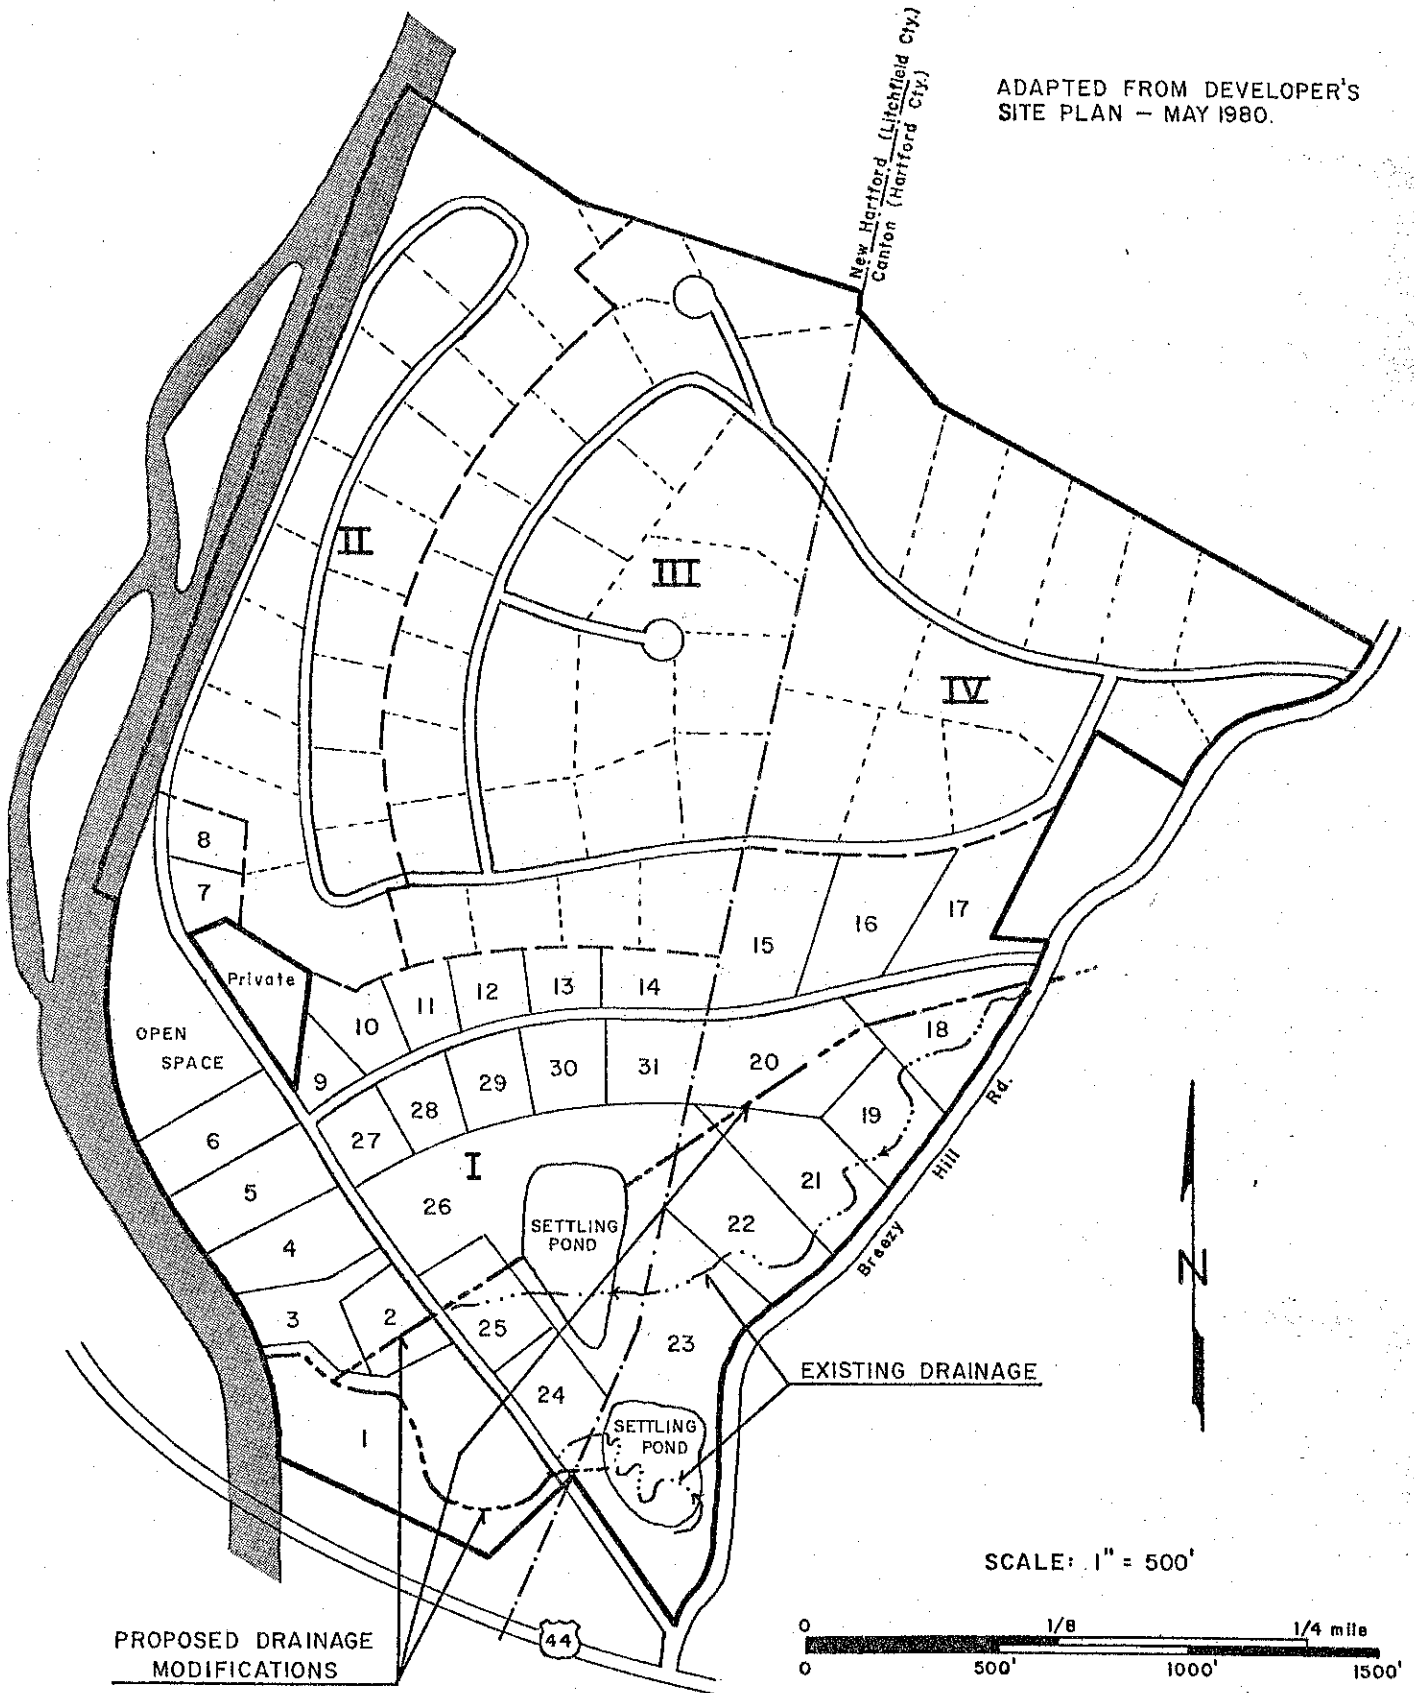 ADAPTED FROM DEVELOPER'S
SITE PLAN – MAY 1980.
New Hartford (Litchfield Cty.)
Canton (Hartford Cty.)
II
III
IV
8
7
Private
OPEN
SPACE
10
11
12
13
14
15
16
17
18
9
28
29
30
31
20
19
27
6
5
4
3
I
26
SETTLING
POND
21
22
2
25
23
24
1
SETTLING
POND
Breezy Hill Rd.
N
EXISTING DRAINAGE
PROPOSED DRAINAGE
MODIFICATIONS
44
SCALE: 1" = 500'
0 1/8 1/4 mile
0 500' 1000' 1500'